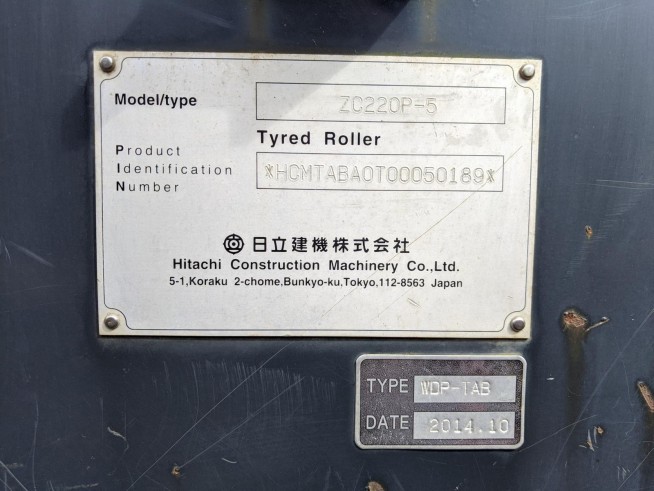 Model/type ZC220P-5
Tyred Roller
Product
Identification *HCMTABA0T00050189*
Number
日立建機株式会社
Hitachi Construction Machinery Co.,Ltd.
5-1,Koraku 2-chome,Bunkyo-ku,Tokyo,112-8563 Japan
TYPE WDP-TAB
DATE 2014.10